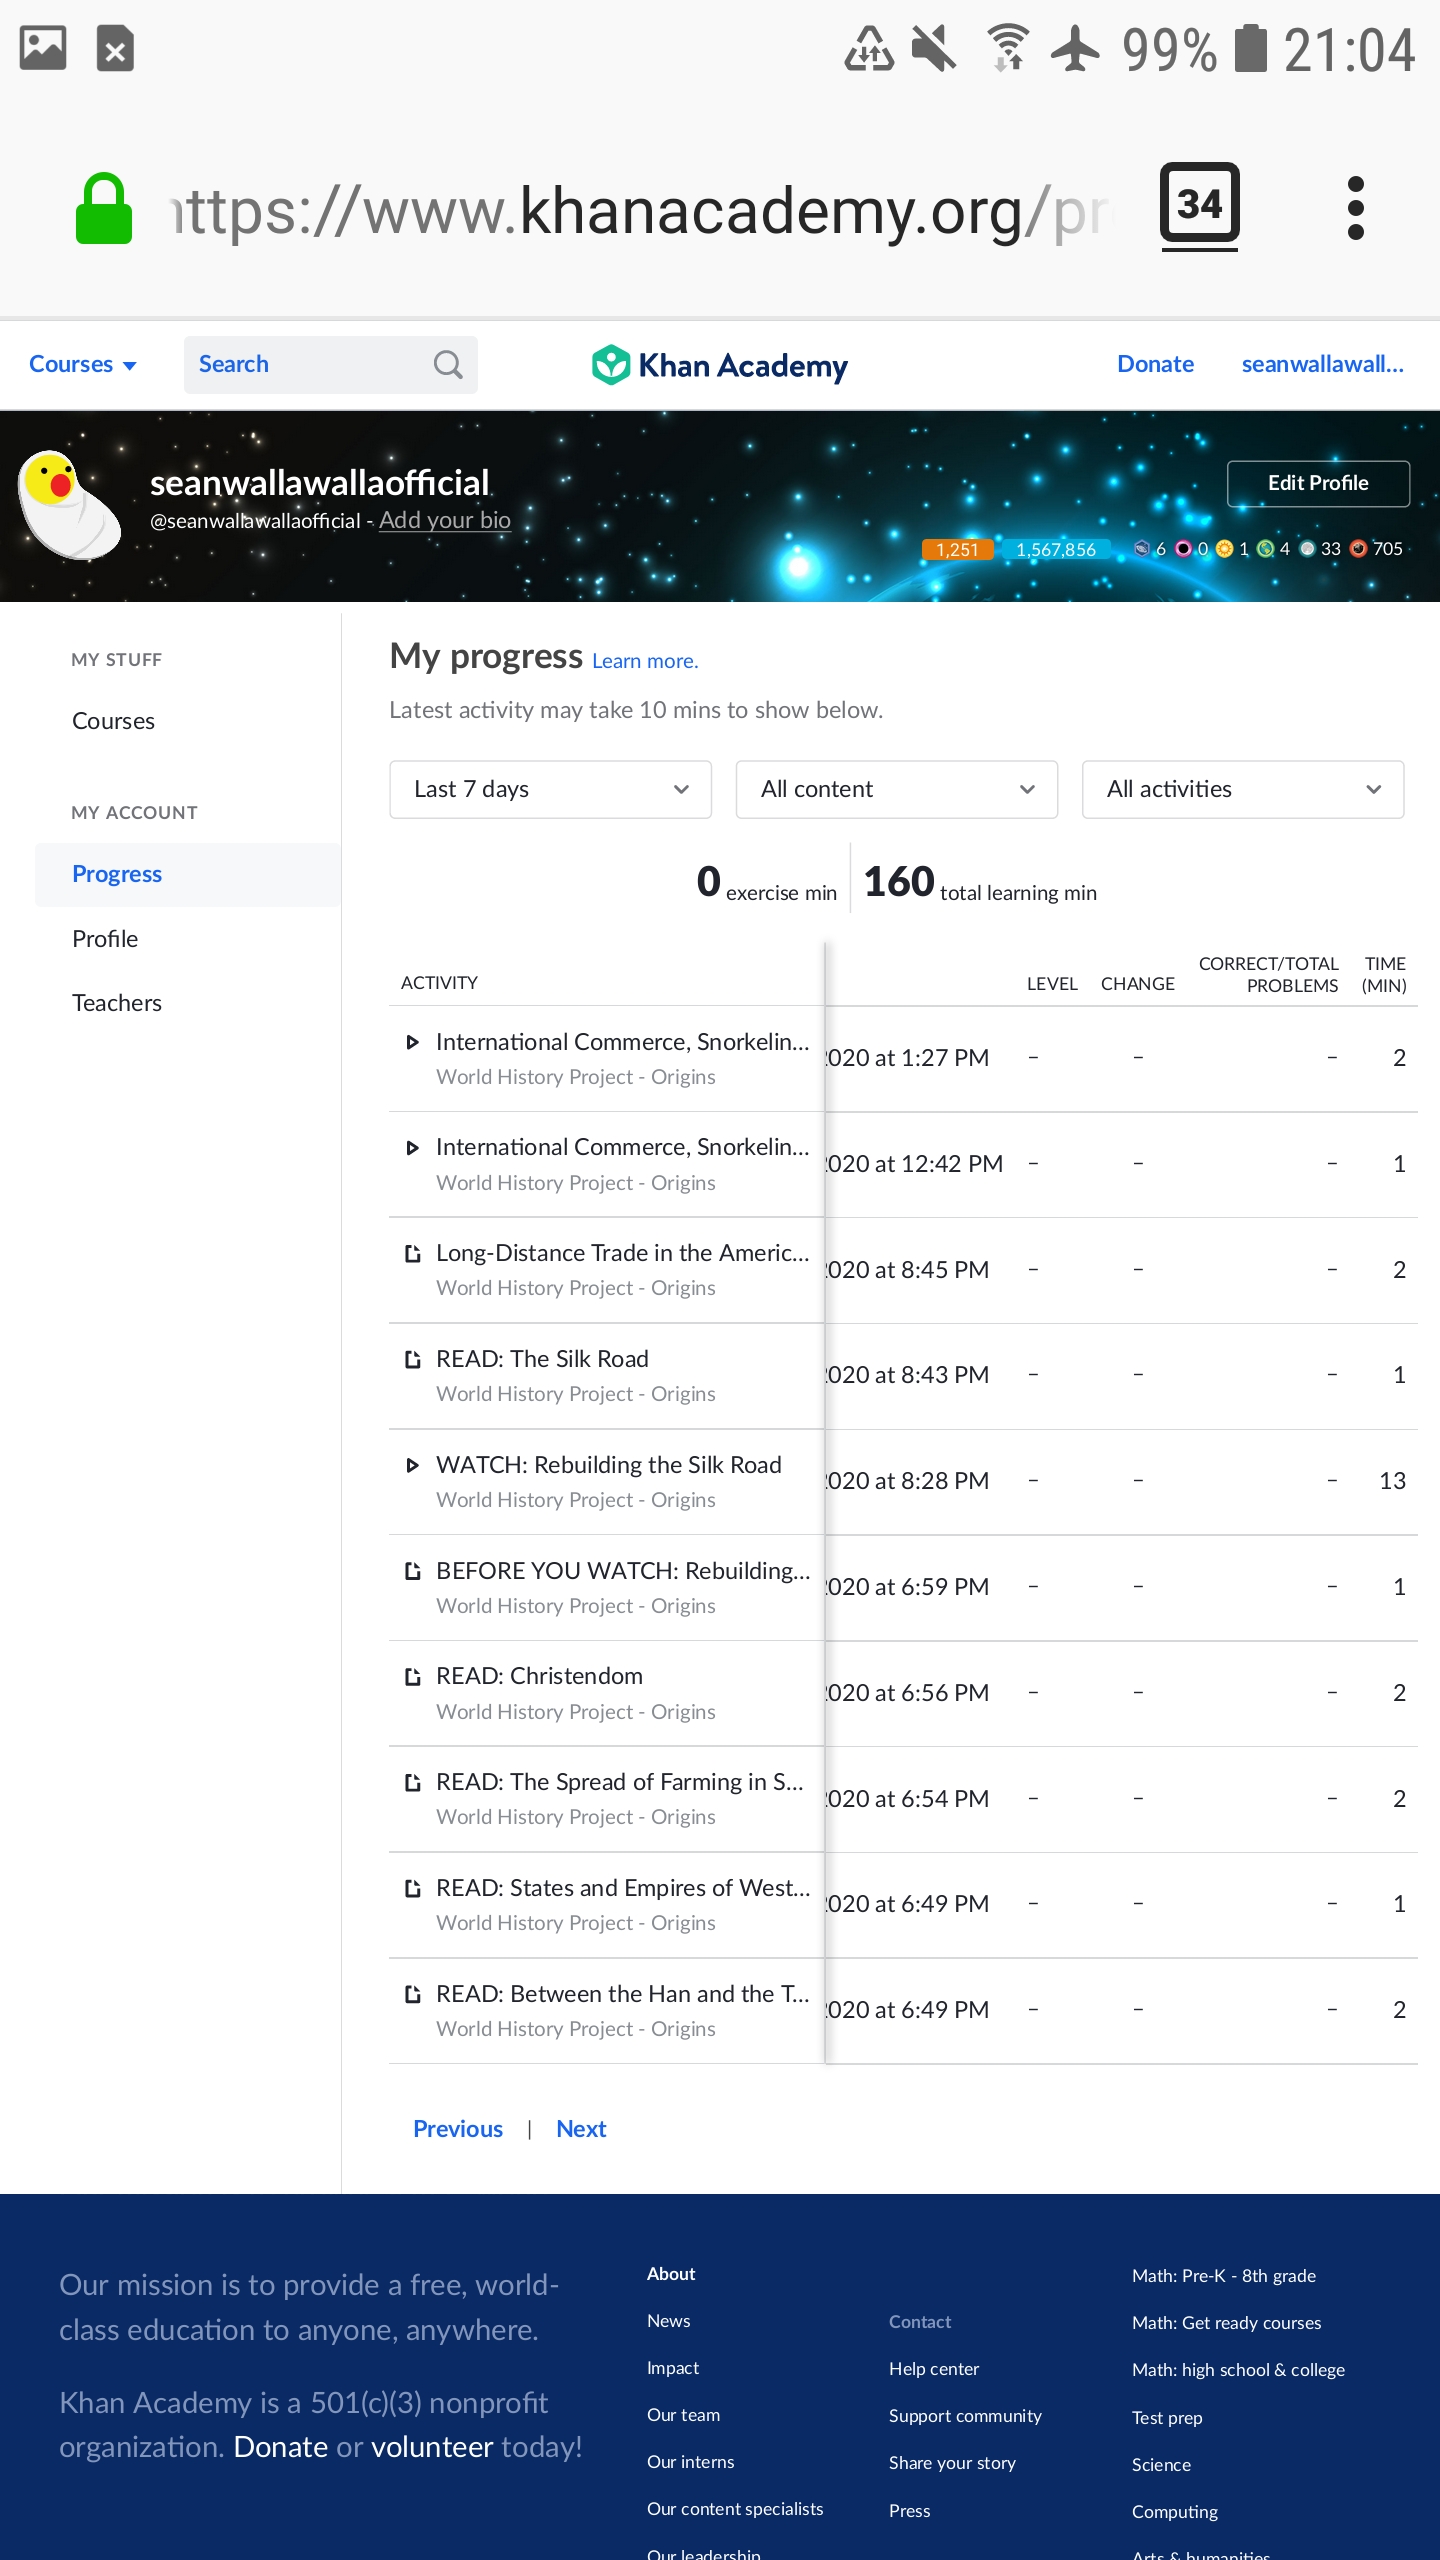 99% 21:04
https://www.khanacademy.org/pr
34
Courses
Search
Khan Academy
Donate
seanwallawall...
seanwallawallaofficial
@seanwallawallaofficial - Add your bio
Edit Profile
1,251 1,567,856 6 0 1 4 33 705
MY STUFF
Courses
MY ACCOUNT
Progress
Profile
Teachers
My progress Learn more.
Latest activity may take 10 mins to show below.
Last 7 days
All content
All activities
0 exercise min
160 total learning min
ACTIVITY LEVEL CHANGE CORRECT/TOTAL PROBLEMS TIME (MIN)
International Commerce, Snorkelin... 2020 at 1:27 PM – – – 2
World History Project - Origins
International Commerce, Snorkelin... 2020 at 12:42 PM – – – 1
World History Project - Origins
Long-Distance Trade in the Americ... 2020 at 8:45 PM – – – 2
World History Project - Origins
READ: The Silk Road 2020 at 8:43 PM – – – 1
World History Project - Origins
WATCH: Rebuilding the Silk Road 2020 at 8:28 PM – – – 13
World History Project - Origins
BEFORE YOU WATCH: Rebuilding... 2020 at 6:59 PM – – – 1
World History Project - Origins
READ: Christendom 2020 at 6:56 PM – – – 2
World History Project - Origins
READ: The Spread of Farming in S... 2020 at 6:54 PM – – – 2
World History Project - Origins
READ: States and Empires of West... 2020 at 6:49 PM – – – 1
World History Project - Origins
READ: Between the Han and the T... 2020 at 6:49 PM – – – 2
World History Project - Origins
Previous | Next
Our mission is to provide a free, world-
class education to anyone, anywhere.
Khan Academy is a 501(c)(3) nonprofit
organization. Donate or volunteer today!
About
News
Impact
Our team
Our interns
Our content specialists
Our leadership
Contact
Help center
Support community
Share your story
Press
Math: Pre-K - 8th grade
Math: Get ready courses
Math: high school & college
Test prep
Science
Computing
Arts & humanities